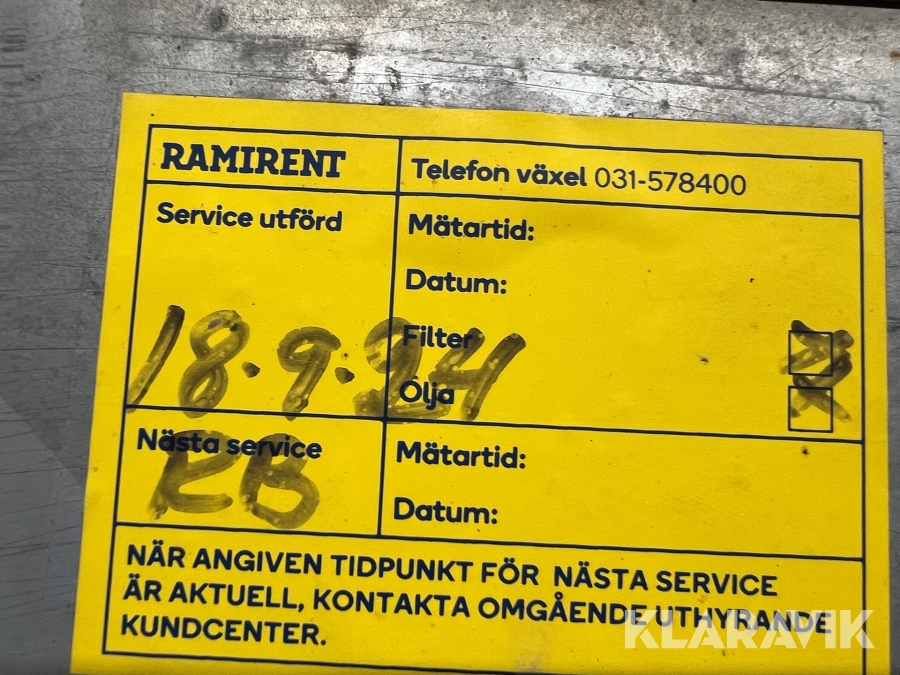 RAMIRENT
Telefon växel 031-578400
Service utförd
Mätartid:
Datum:
Filter
Olja
18.9.24
Nästa service
RB
Mätartid:
Datum:
NÄR ANGIVEN TIDPUNKT FÖR NÄSTA SERVICE
ÄR AKTUELL, KONTAKTA OMGÅENDE UTHYRANDE
KUNDCENTER.
KLARAVIK